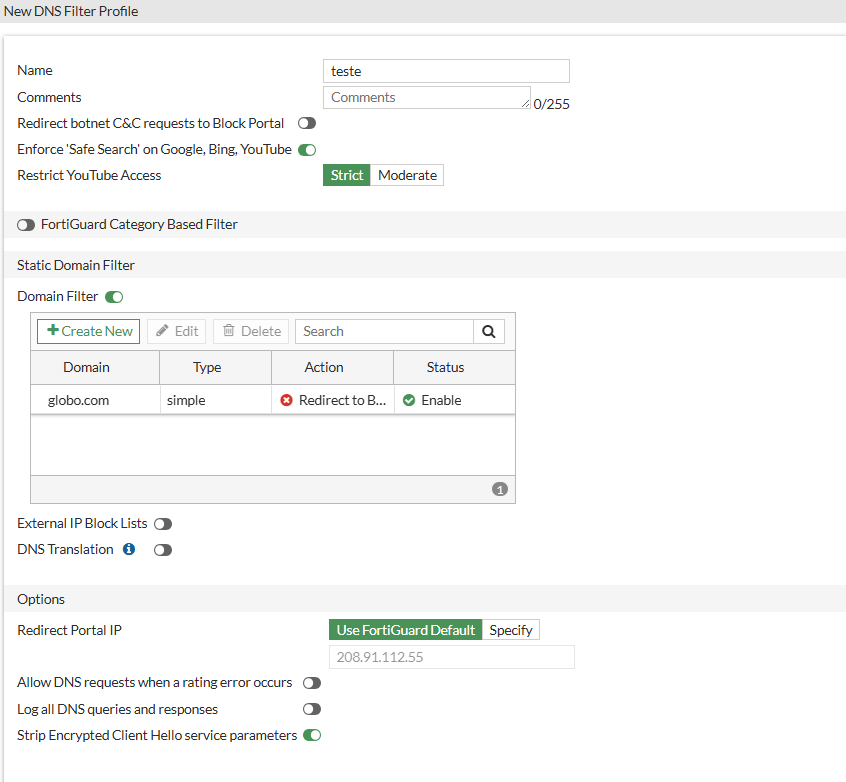 New DNS Filter Profile
Name teste
Comments Comments 0/255
Redirect botnet C&C requests to Block Portal
Enforce 'Safe Search' on Google, Bing, YouTube
Restrict YouTube Access Strict Moderate
FortiGuard Category Based Filter
Static Domain Filter
Domain Filter
Create New Edit Delete Search
Domain Type Action Status
globo.com simple Redirect to B... Enable
1
External IP Block Lists
DNS Translation
Options
Redirect Portal IP Use FortiGuard Default Specify
208.91.112.55
Allow DNS requests when a rating error occurs
Log all DNS queries and responses
Strip Encrypted Client Hello service parameters